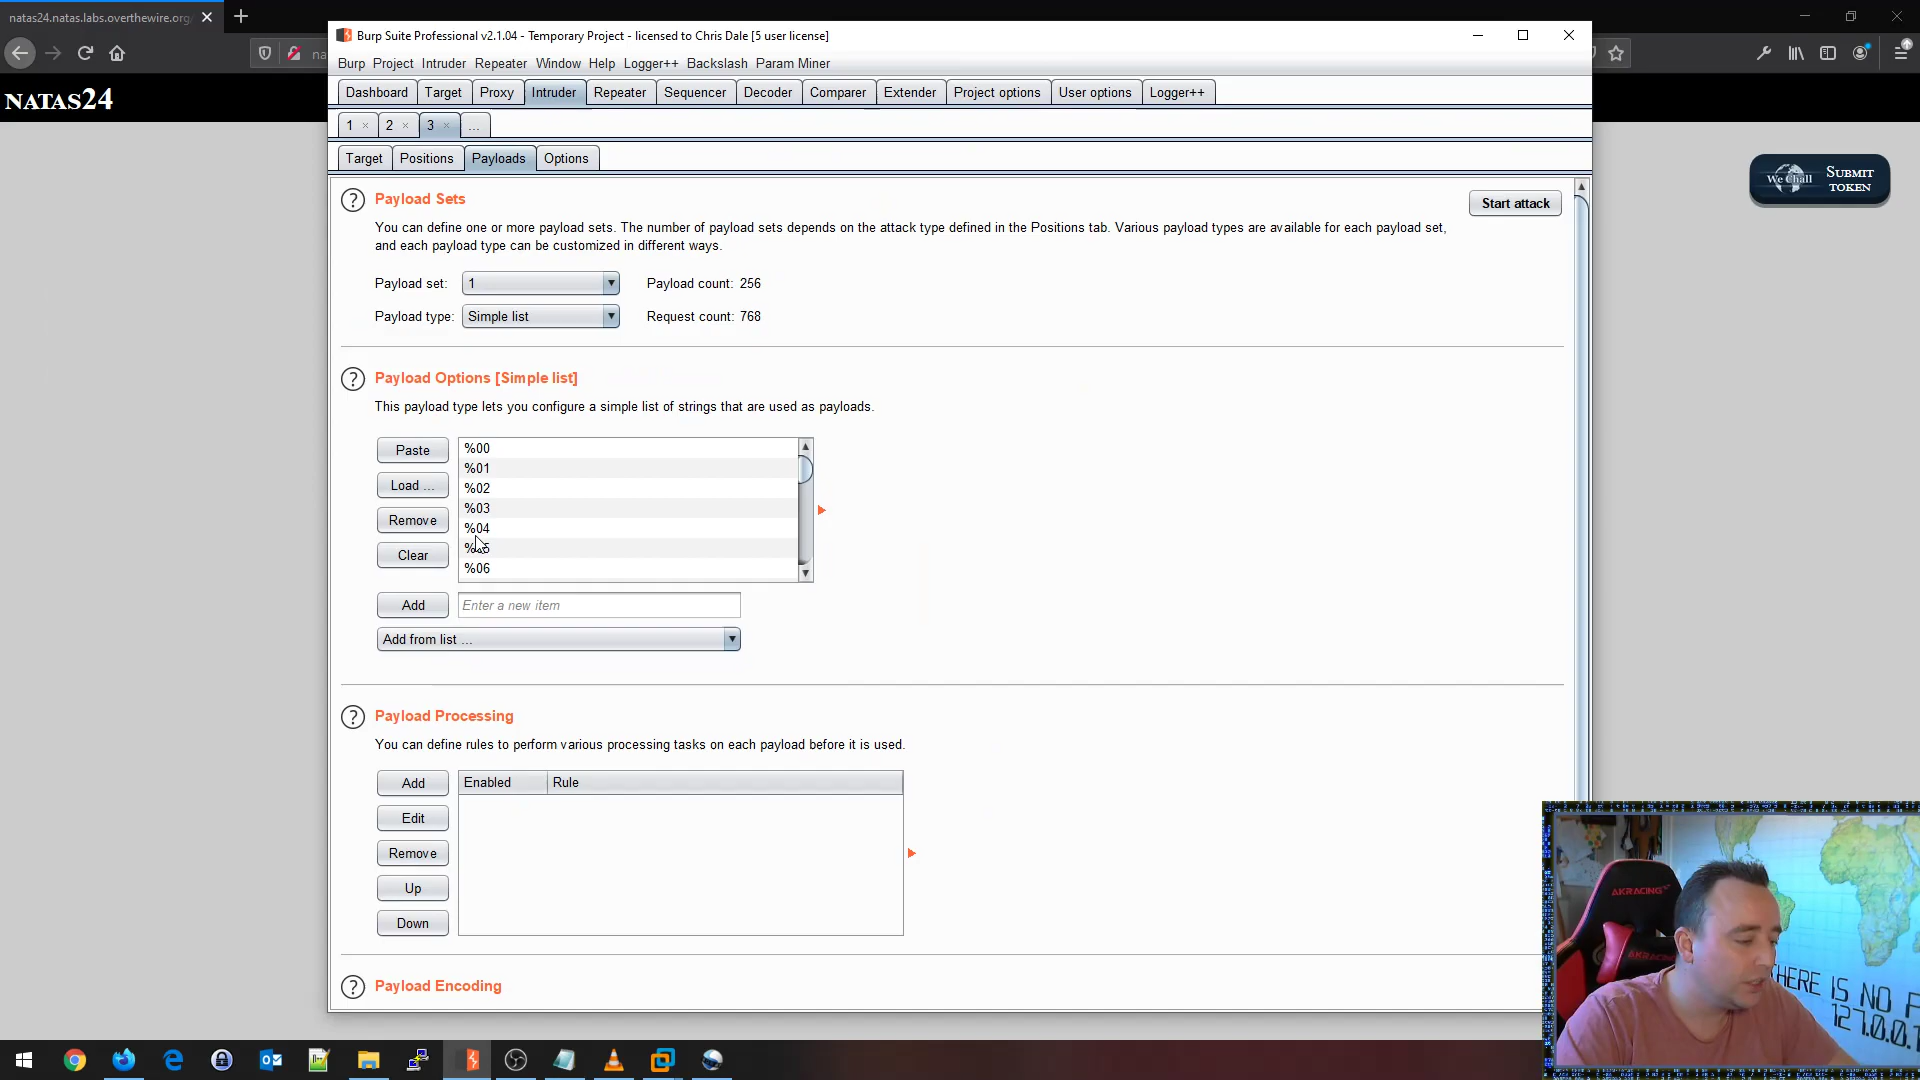 natas24.natas.labs.overthewire.org/
Burp Suite Professional v2.1.04 - Temporary Project - licensed to Chris Dale [5 user license]
Burp Project Intruder Repeater Window Help Logger++ Backslash Param Miner
Dashboard Target Proxy Intruder Repeater Sequencer Decoder Comparer Extender Project options User options Logger++
NATAS24
1 × 2 × 3 × ...
Target Positions Payloads Options
We Chall SUBMIT TOKEN
? Payload Sets
Start attack
You can define one or more payload sets. The number of payload sets depends on the attack type defined in the Positions tab. Various payload types are available for each payload set,
and each payload type can be customized in different ways.
Payload set: 1 Payload count: 256
Payload type: Simple list Request count: 768
? Payload Options [Simple list]
This payload type lets you configure a simple list of strings that are used as payloads.
Paste
Load ...
Remove
Clear
%00
%01
%02
%03
%04
%06
Add Enter a new item
Add from list ...
? Payload Processing
You can define rules to perform various processing tasks on each payload before it is used.
Add
Edit
Remove
Up
Down
Enabled Rule
? Payload Encoding
AKRACING
HERE IS NO
127.0.0.